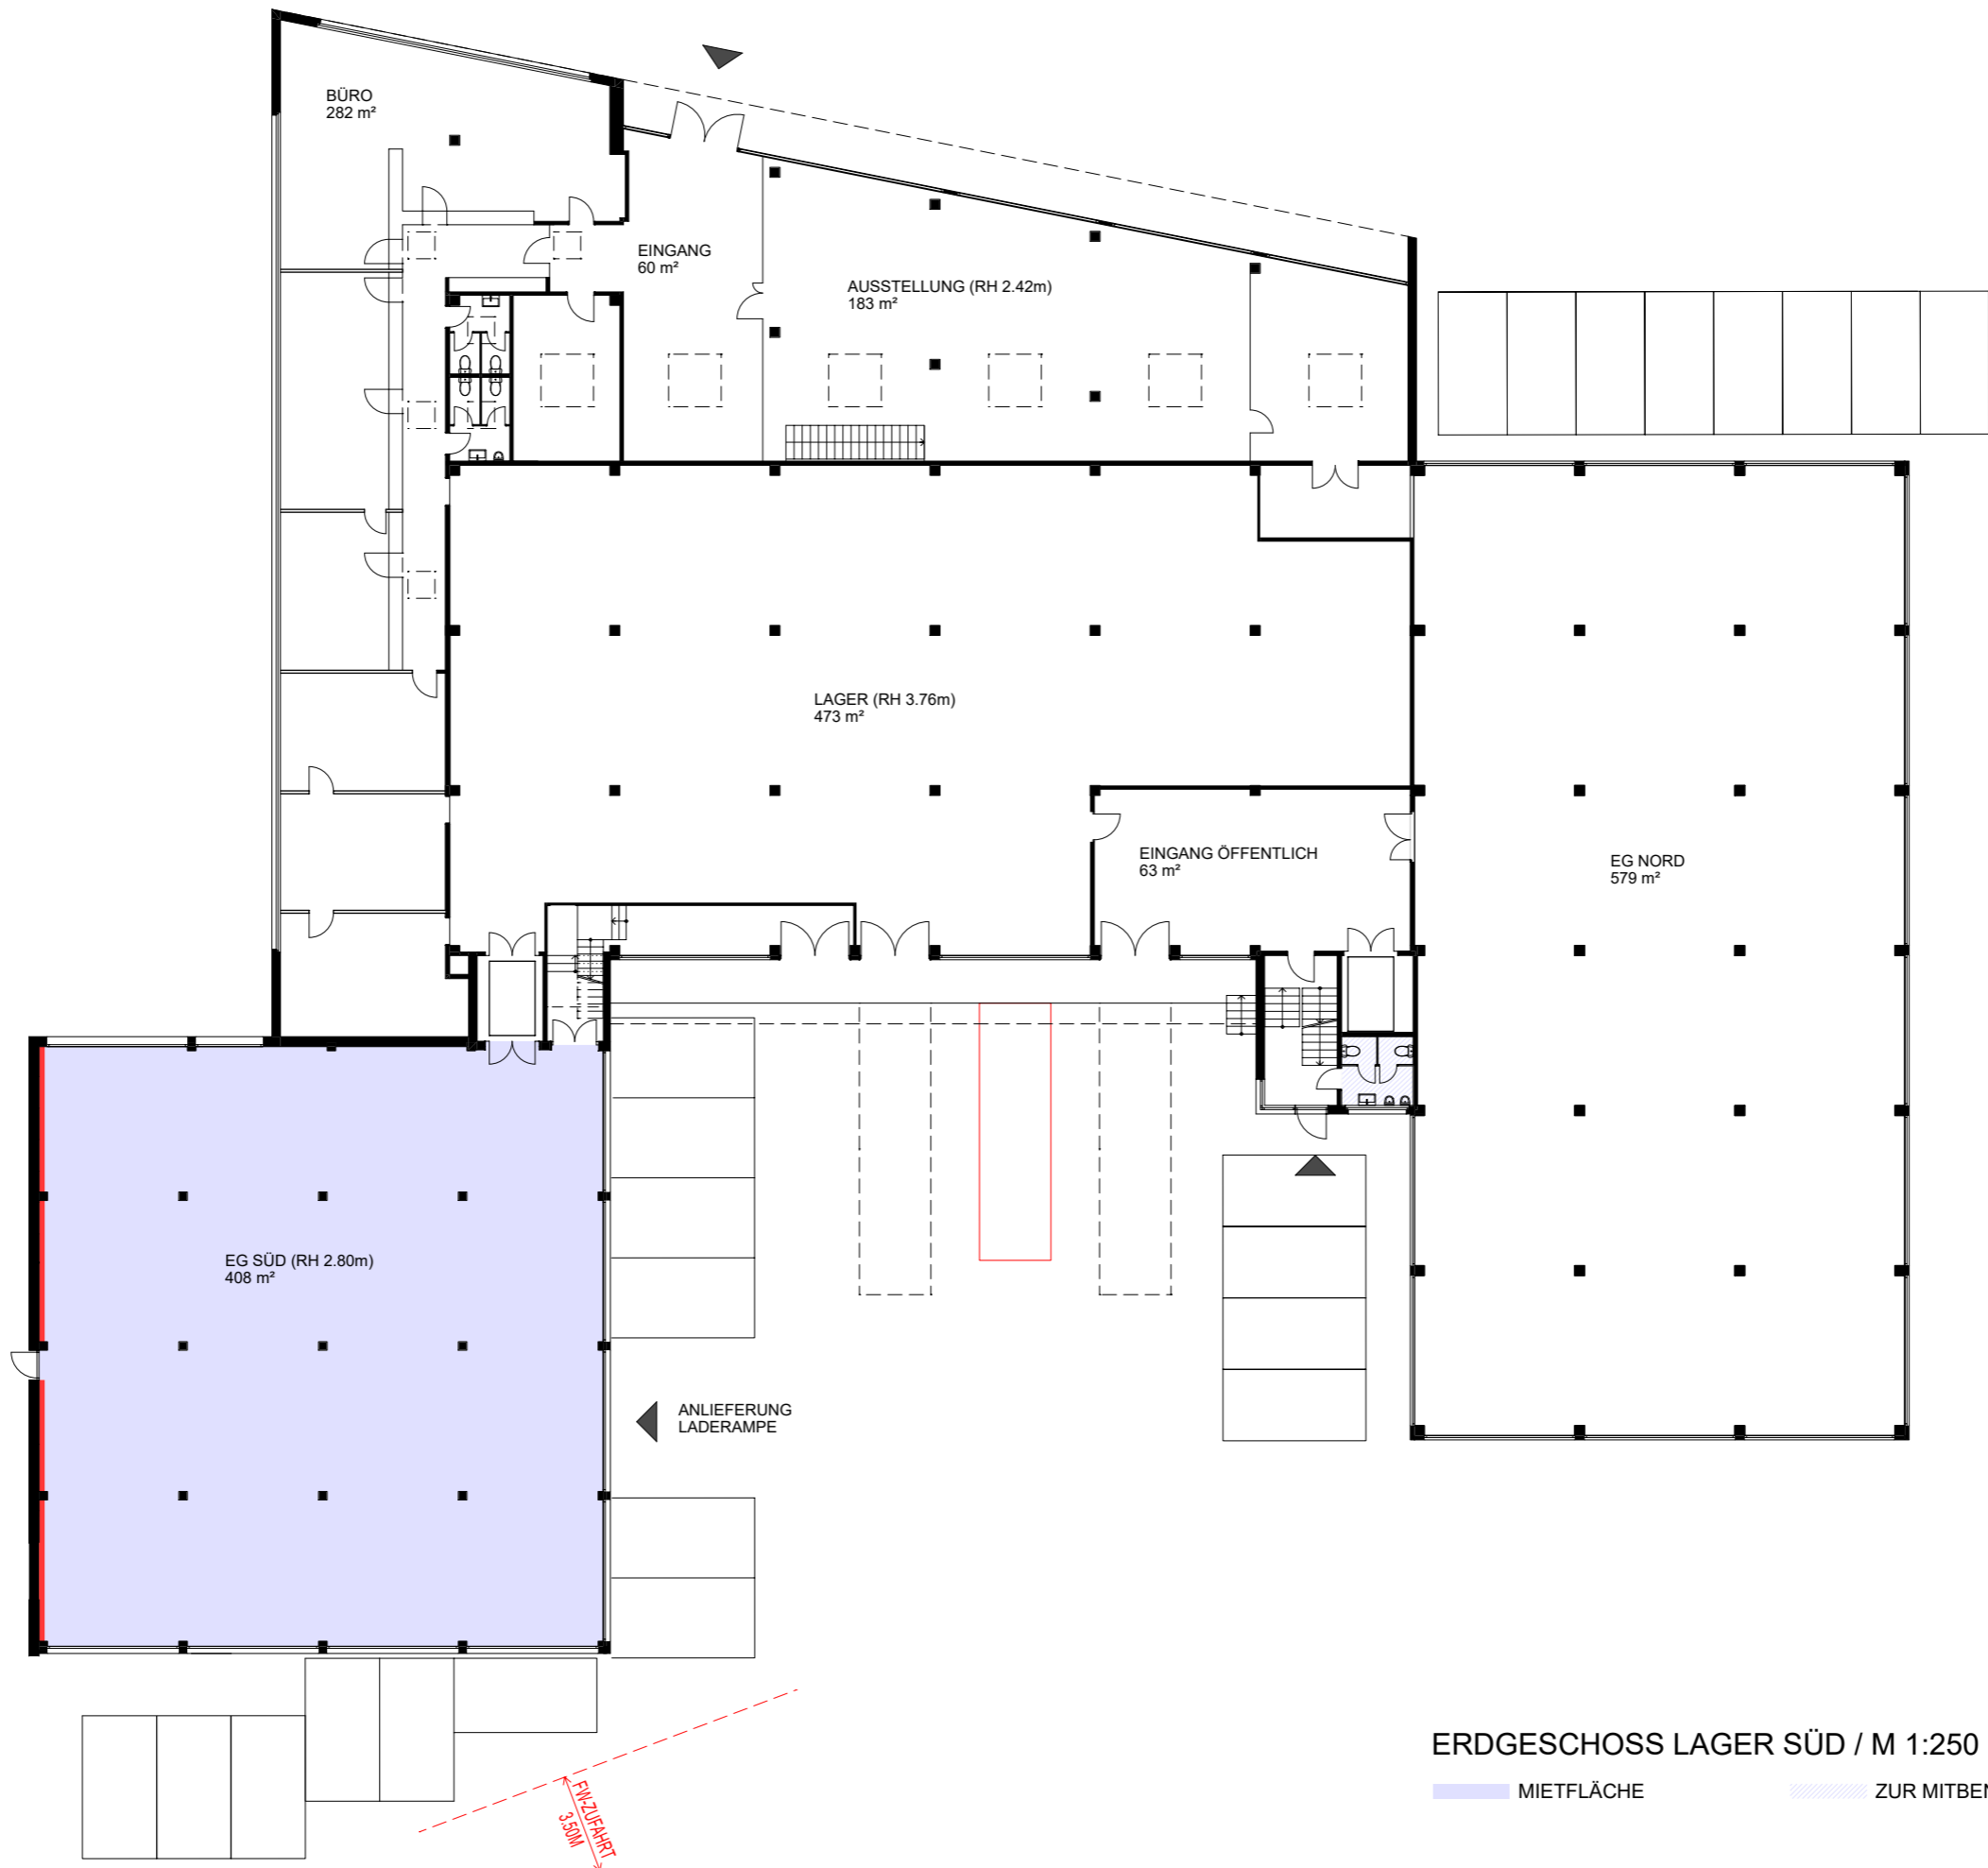 BÜRO
282 m²
EINGANG
60 m²
AUSSTELLUNG (RH 2.42m)
183 m²
LAGER (RH 3.76m)
473 m²
EINGANG ÖFFENTLICH
63 m²
EG NORD
579 m²
EG SÜD (RH 2.80m)
408 m²
ANLIEFERUNG
LADERAMPE
FW-ZUFAHRT
3.50M
ERDGESCHOSS LAGER SÜD / M 1:250
MIETFLÄCHE
ZUR MITBEN